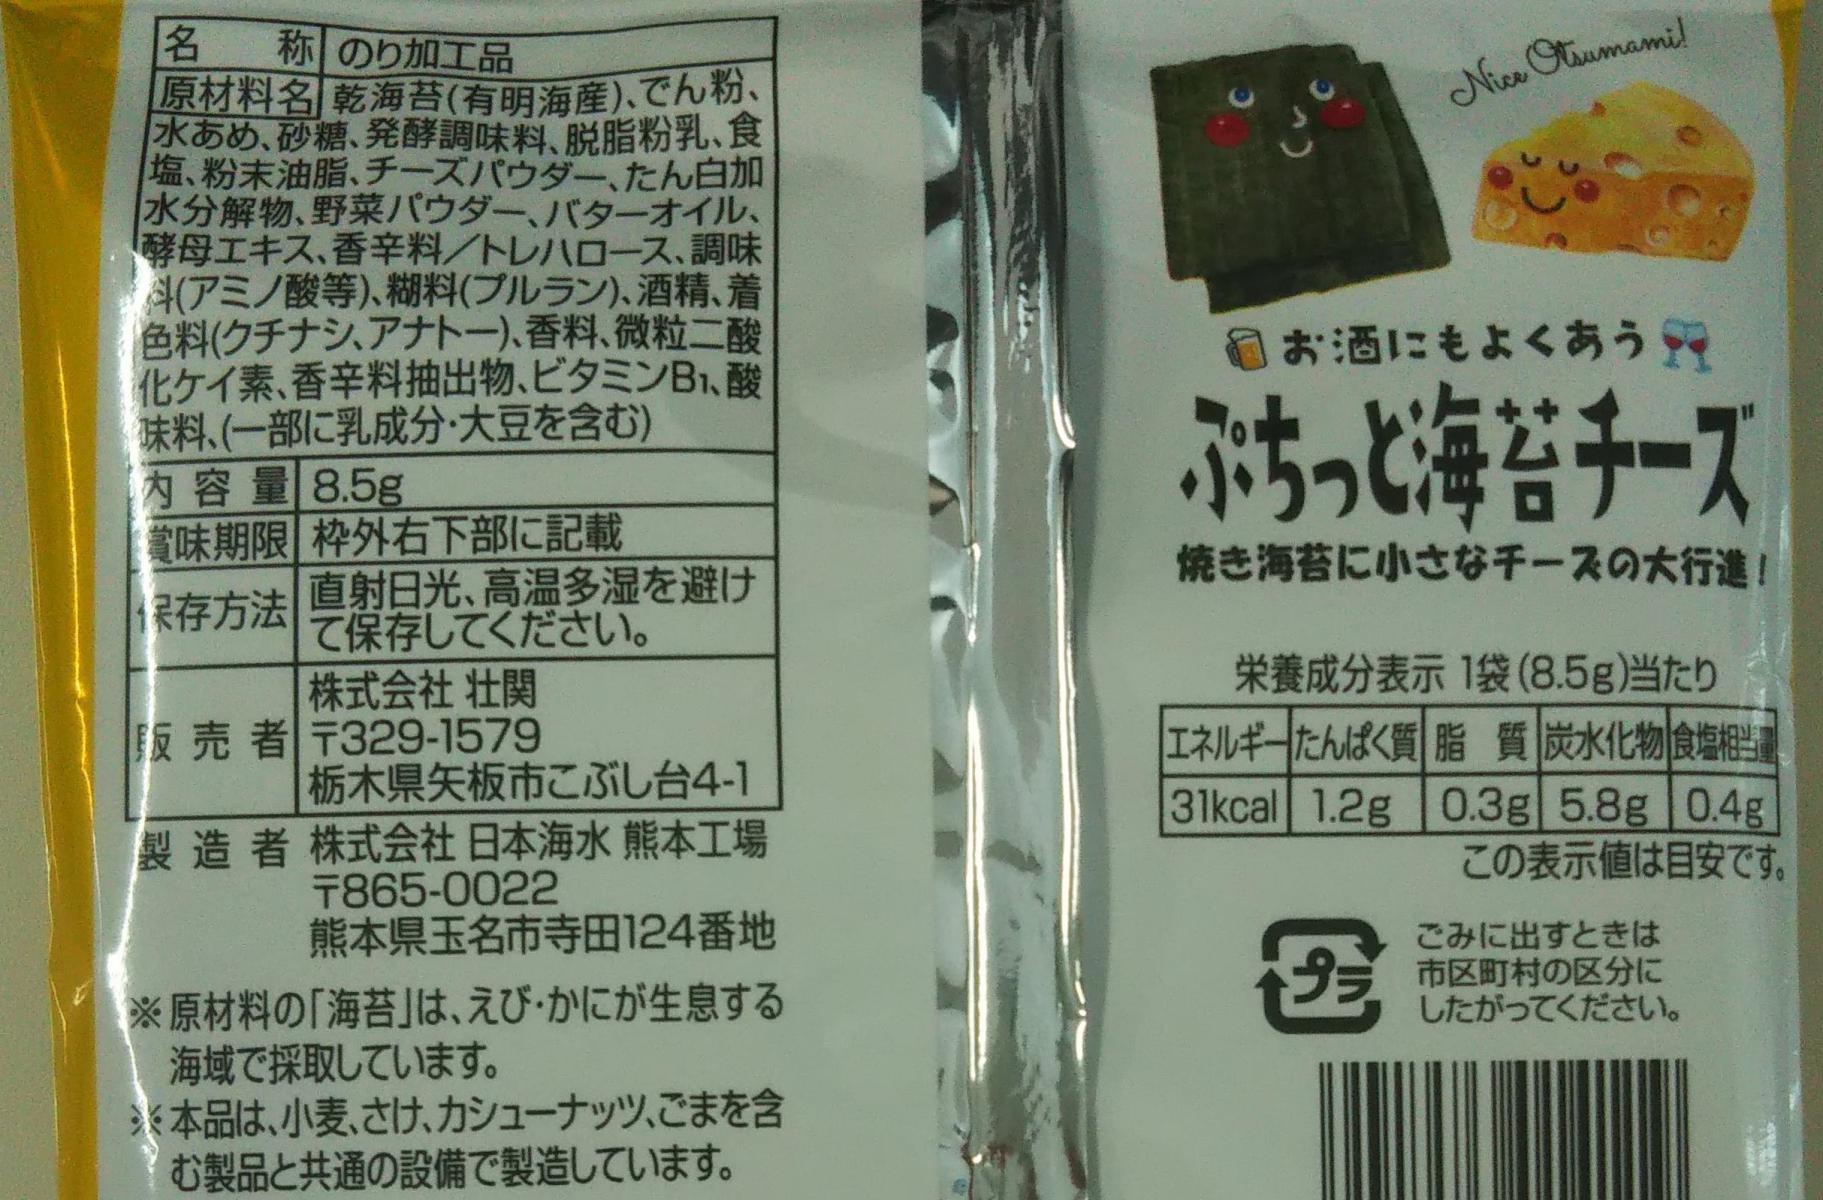 名 称 のり加工品
原材料名 乾海苔(有明海産)、でん粉、
水あめ、砂糖、発酵調味料、脱脂粉乳、食
塩、粉末油脂、チーズパウダー、たん白加
水分解物、野菜パウダー、バターオイル、
酵母エキス、香辛料/トレハロース、調味
料(アミノ酸等)、糊料(プルラン)、酒精、着
色料(クチナシ、アナトー)、香料、微粒二酸
化ケイ素、香辛料抽出物、ビタミンB1、酸
味料、(一部に乳成分・大豆を含む)
内容量 8.5g
賞味期限 枠外右下部に記載
保存方法 直射日光、高温多湿を避け
て保存してください。
販売者 株式会社 壮関
〒329-1579
栃木県矢板市こぶし台4-1
製造者 株式会社 日本海水 熊本工場
〒865-0022
熊本県玉名市寺田124番地
※原材料の「海苔」は、えび・かにが生息する
海域で採取しています。
※本品は、小麦、さけ、カシューナッツ、ごまを含
む製品と共通の設備で製造しています。
Nice Otsumami!
お酒にもよくあう
ぷちっと海苔チーズ
焼き海苔に小さなチーズの大行進!
栄養成分表示 1袋(8.5g)当たり
エネルギー たんぱく質 脂質 炭水化物 食塩相当量
31kcal 1.2g 0.3g 5.8g 0.4g
この表示値は目安です。
プラ
ごみに出すときは
市区町村の区分に
したがってください。